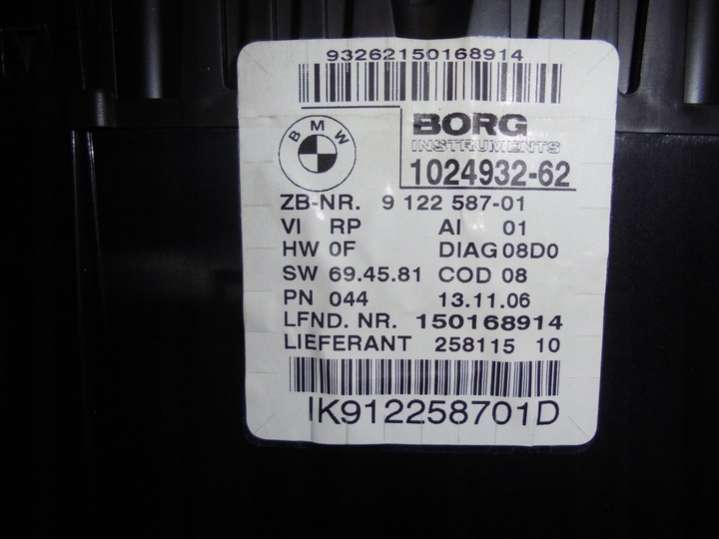 93262150168914
BMW
BORG
INSTRUMENTS
1024932-62
ZB-NR. 9 122 587-01
VI RP AI 01
HW 0F DIAG 08D0
SW 69.45.81 COD 08
PN 044 13.11.06
LFND. NR. 150168914
LIEFERANT 258115 10
IK912258701D